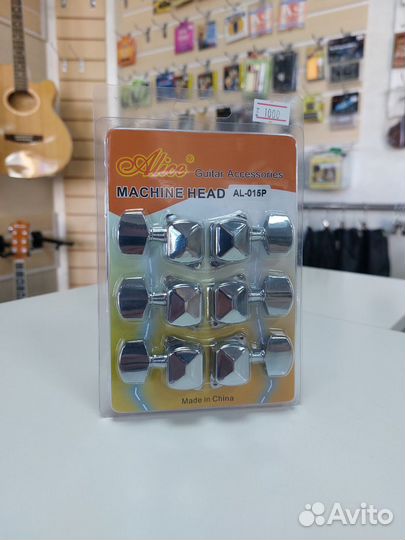 1000
Alice®
Guitar Accessories
MACHINE HEAD AL-015P
Made in China
Avito